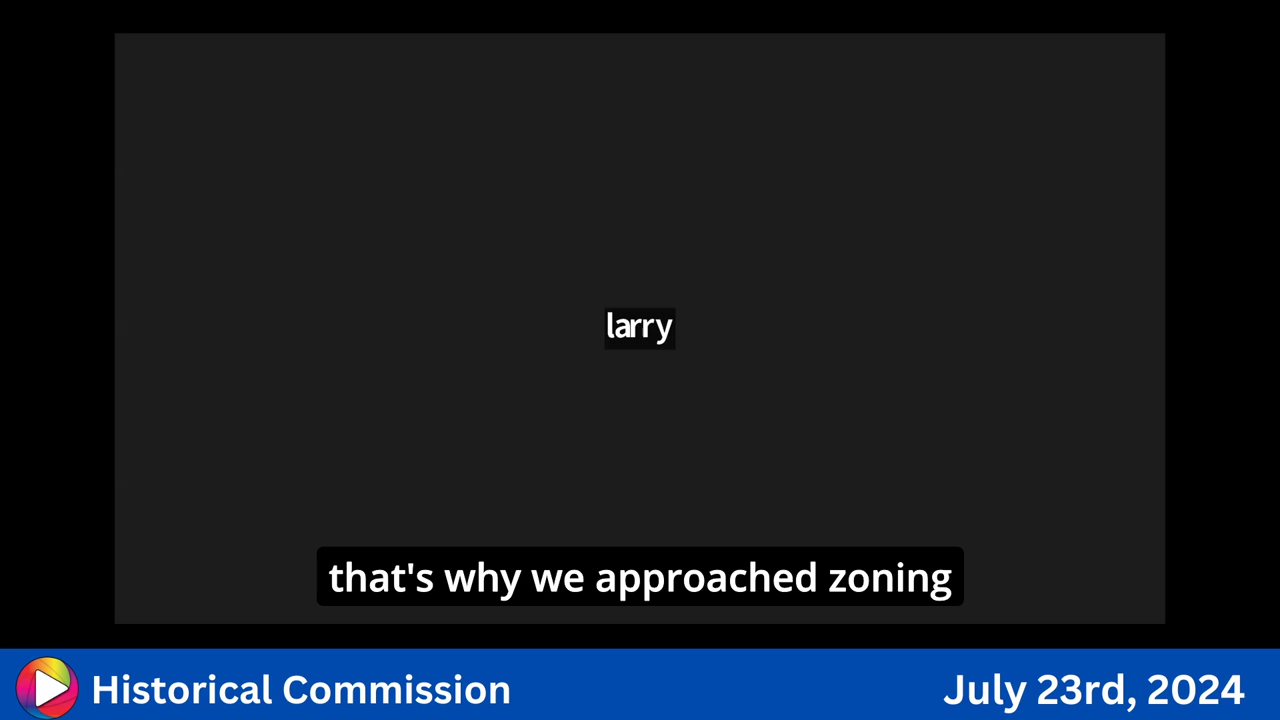 larry
that's why we approached zoning
Historical Commission
July 23rd, 2024